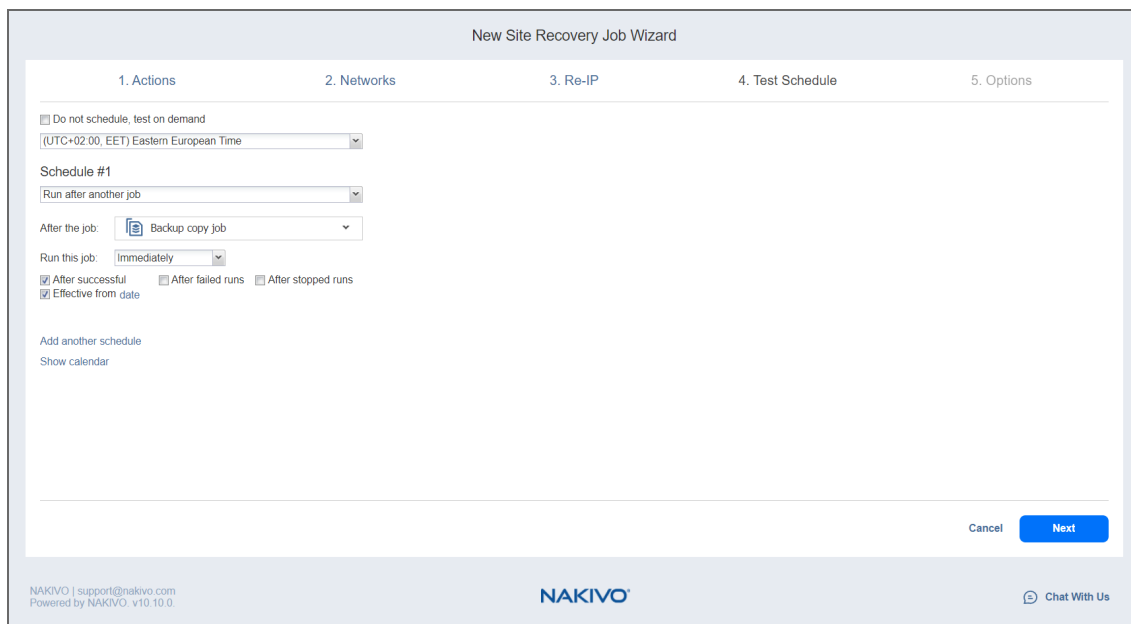 New Site Recovery Job Wizard
1. Actions 2. Networks 3. Re-IP 4. Test Schedule 5. Options
Do not schedule, test on demand
(UTC+02:00, EET) Eastern European Time
Schedule #1
Run after another job
After the job: Backup copy job
Run this job: Immediately
After successful After failed runs After stopped runs
Effective from date
Add another schedule
Show calendar
Cancel Next
NAKIVO | support@nakivo.com
Powered by NAKIVO. v10.10.0.
NAKIVO®
Chat With Us